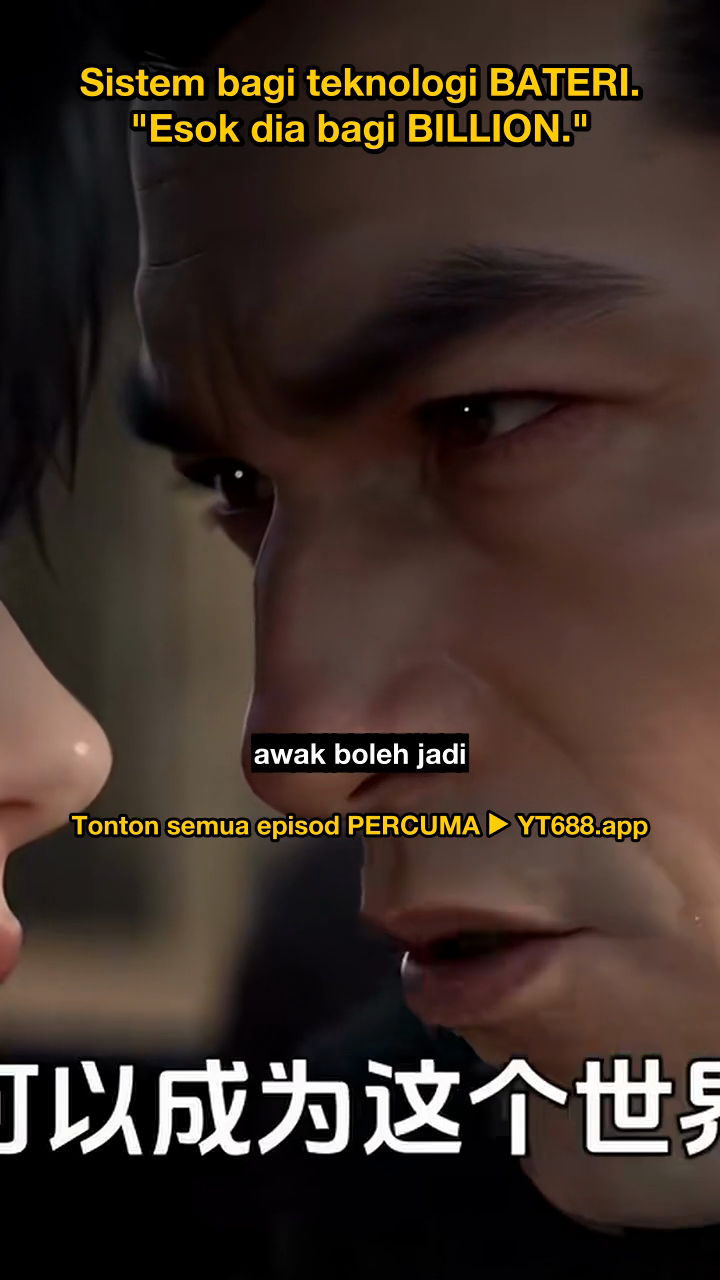 Sistem bagi teknologi BATERI.
"Esok dia bagi BILLION."
awak boleh jadi
Tonton semua episod PERCUMA ▶ YT688.app
可以成为这个世界